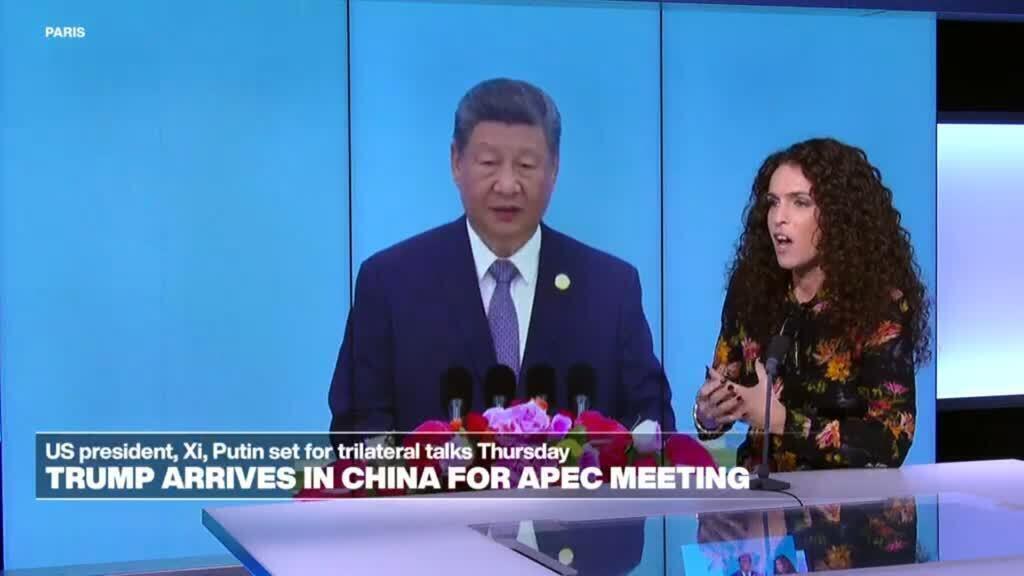 PARIS
US president, Xi, Putin set for trilateral talks Thursday
TRUMP ARRIVES IN CHINA FOR APEC MEETING